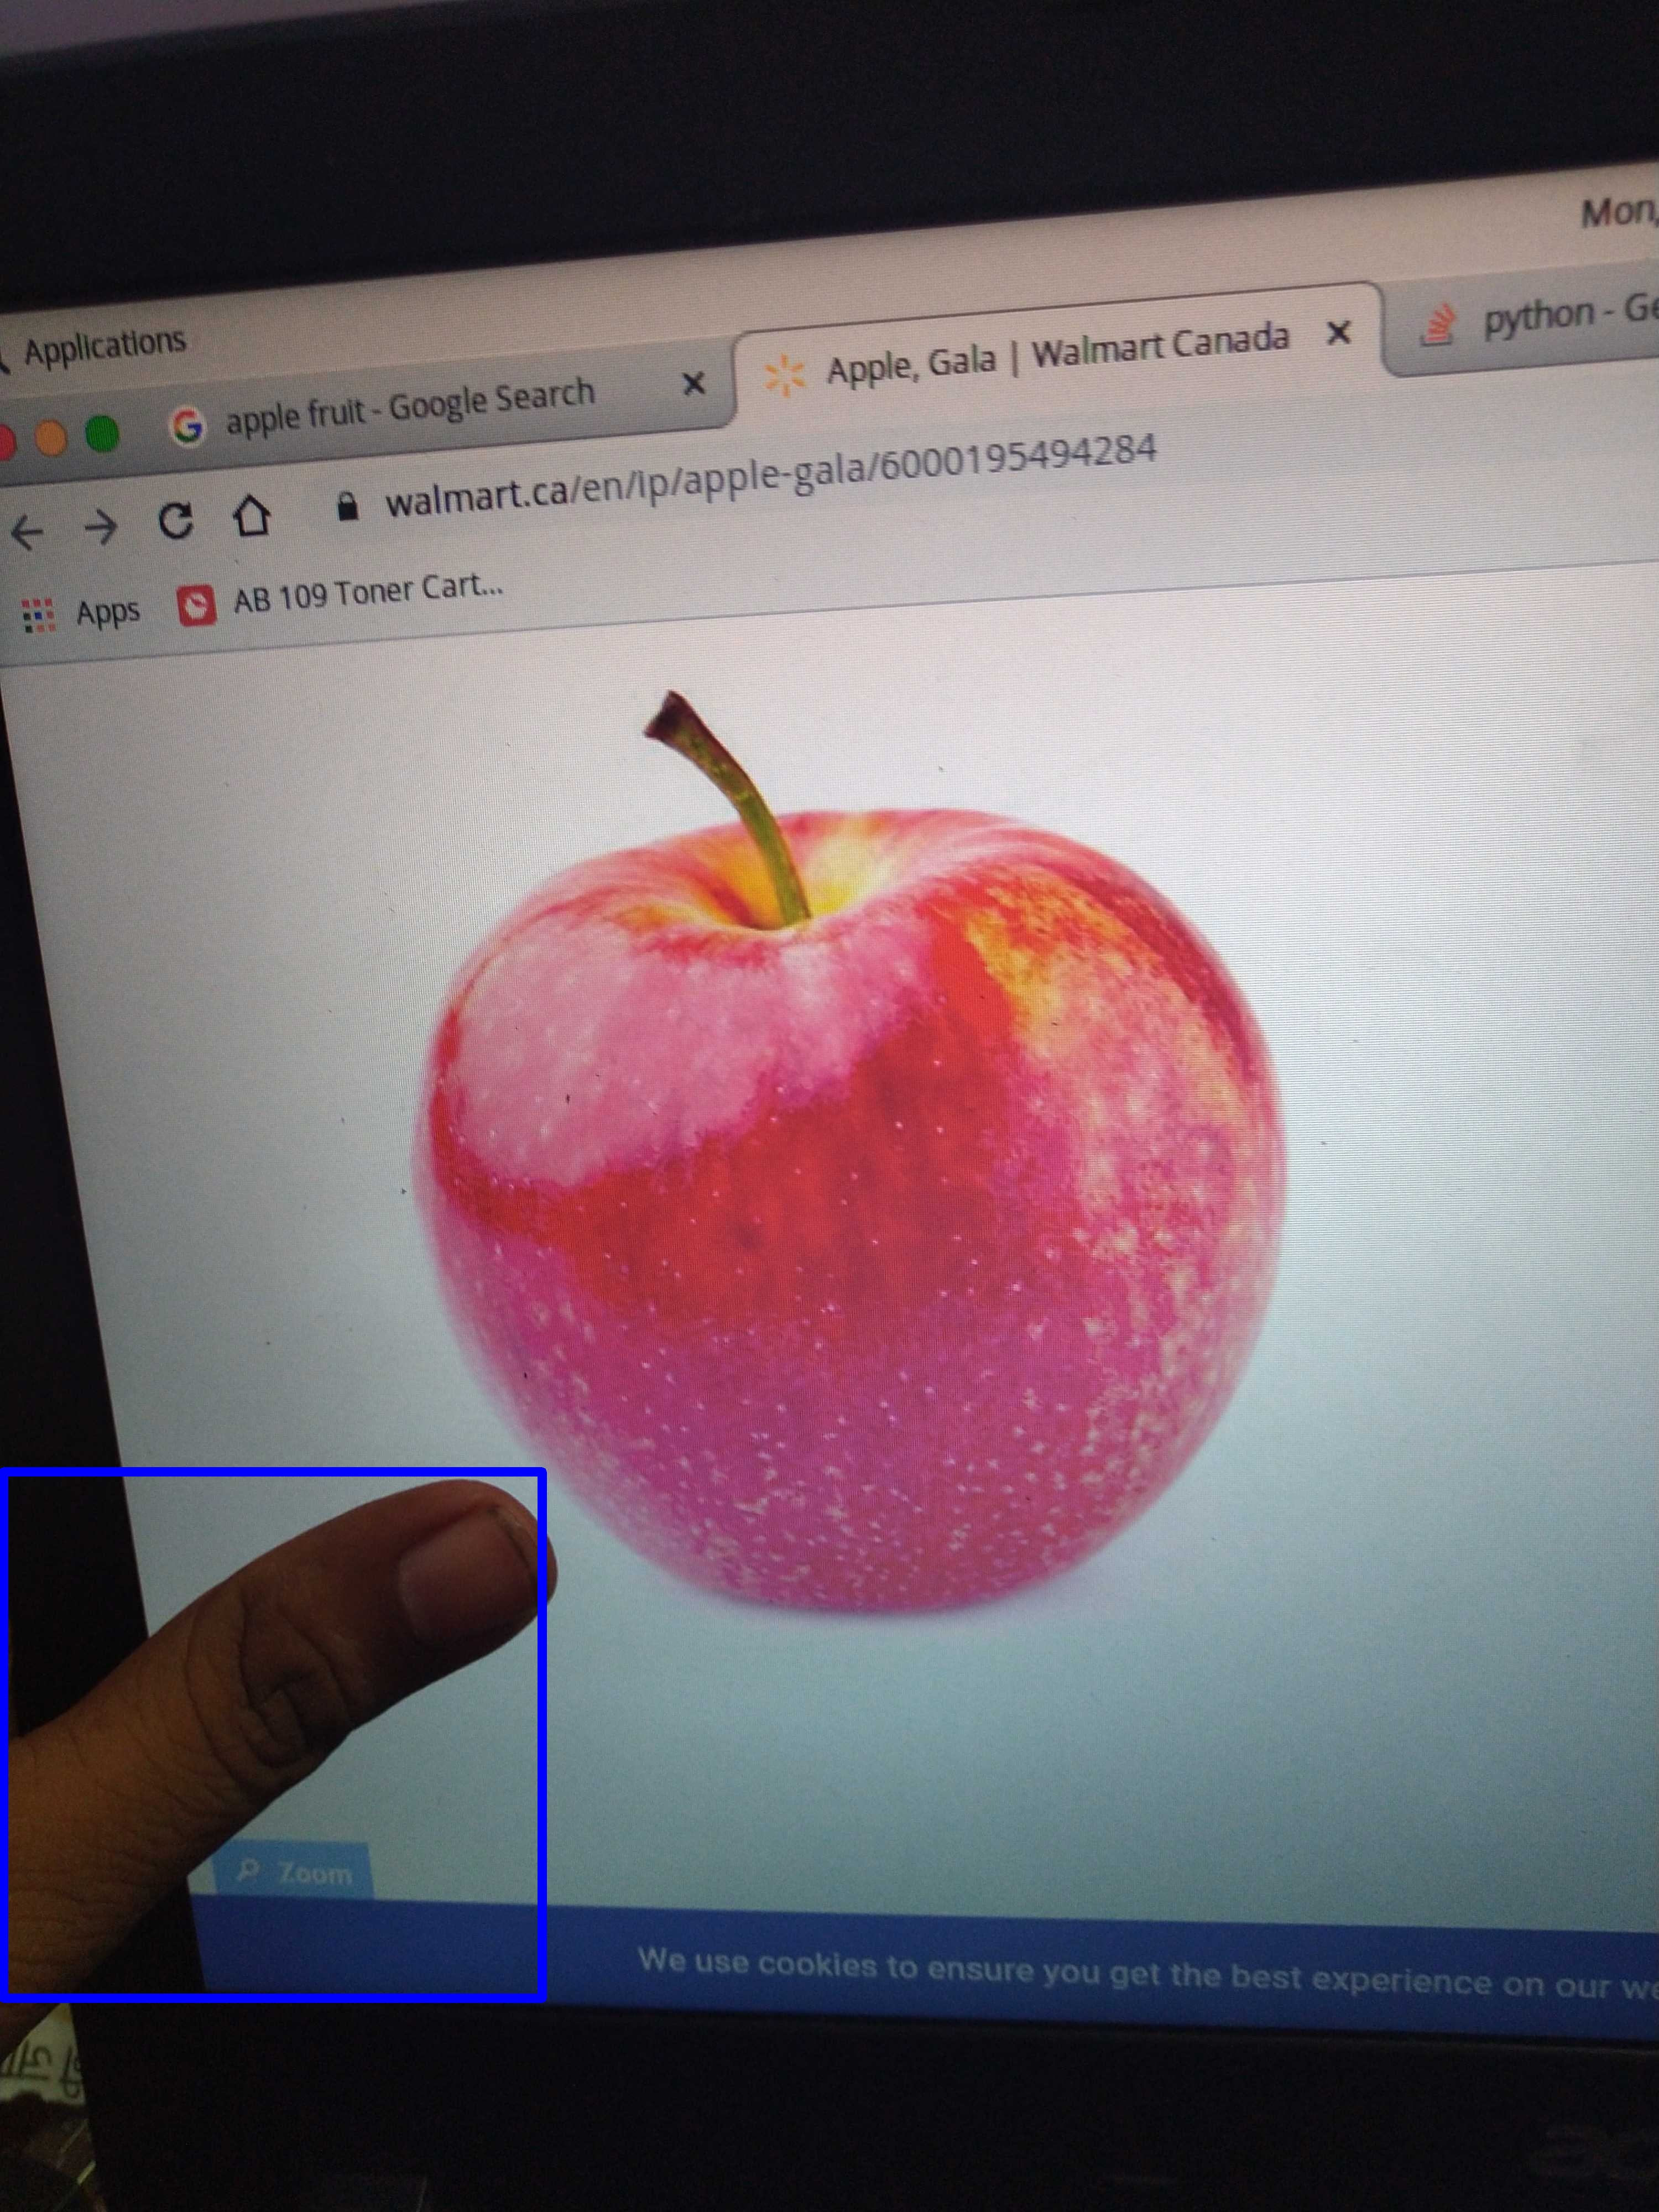 Mon,
Applications
apple fruit - Google Search
Apple, Gala | Walmart Canada
python - Ge
walmart.ca/en/ip/apple-gala/6000195494284
Apps
AB 109 Toner Cart...
Zoom
We use cookies to ensure you get the best experience on our we